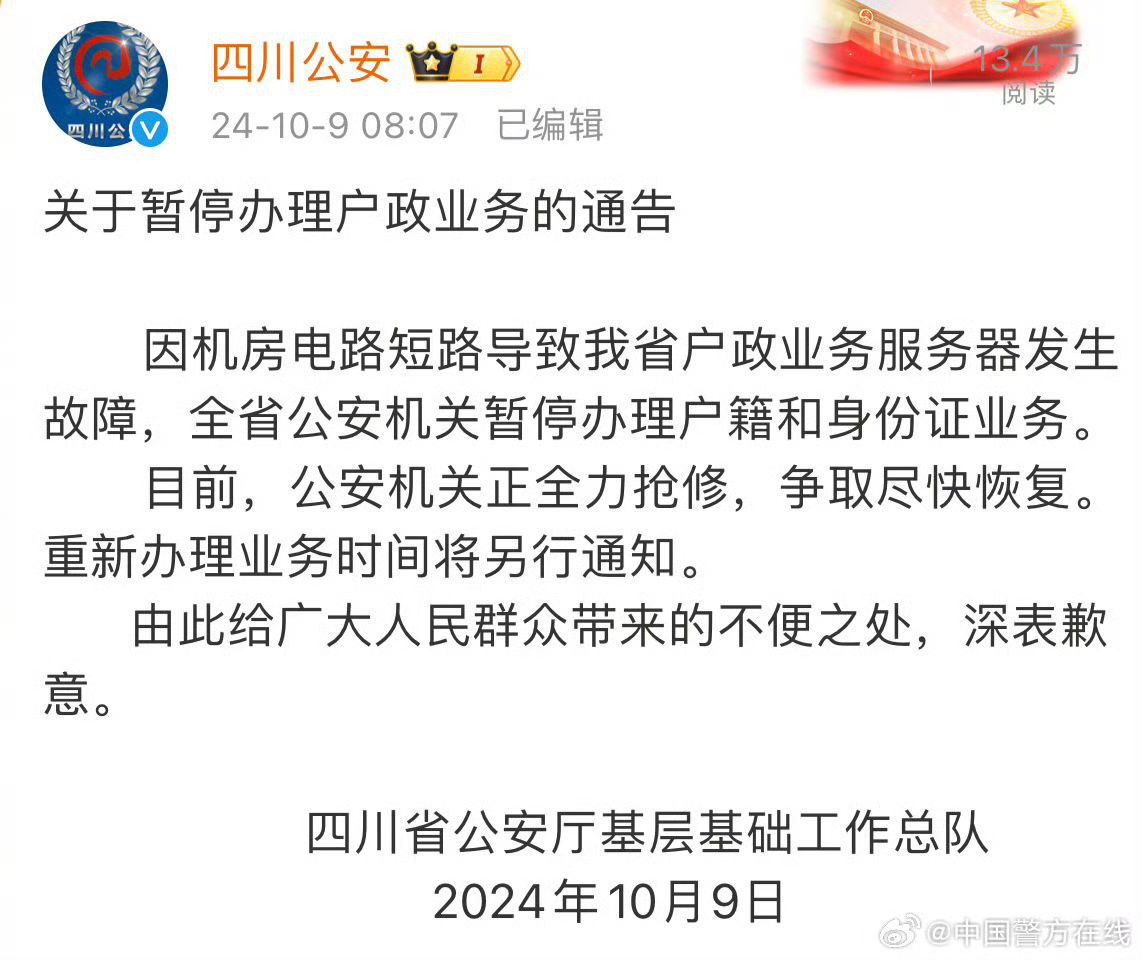 四川公安 I
24-10-9 08:07 已编辑
13.4万
阅读
四川公
关于暂停办理户政业务的通告
因机房电路短路导致我省户政业务服务器发生
故障，全省公安机关暂停办理户籍和身份证业务。
目前，公安机关正全力抢修，争取尽快恢复。
重新办理业务时间将另行通知。
由此给广大人民群众带来的不便之处，深表歉
意。
四川省公安厅基层基础工作总队
2024年10月9日
@中国警方在线